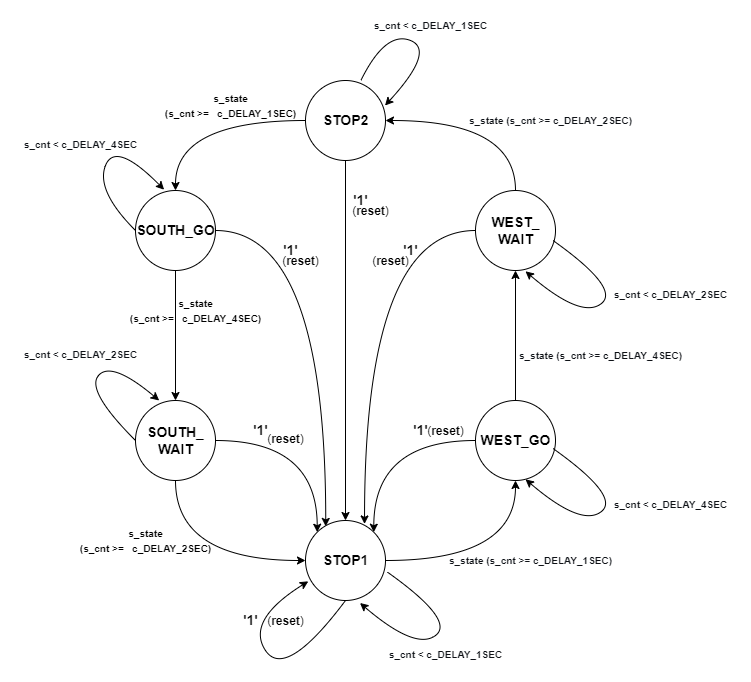 s_cnt < c_DELAY_1SEC
s_state
(s_cnt >= c_DELAY_1SEC)
STOP2
s_state (s_cnt >= c_DELAY_2SEC)
s_cnt < c_DELAY_4SEC
'1'
(reset)
SOUTH_GO
WEST_
WAIT
'1'
(reset)
'1'
(reset)
s_cnt < c_DELAY_2SEC
s_state
(s_cnt >= c_DELAY_4SEC)
s_cnt < c_DELAY_2SEC
s_state (s_cnt >= c_DELAY_4SEC)
SOUTH_
WAIT
'1'
(reset)
'1'(reset)
WEST_GO
s_cnt < c_DELAY_4SEC
s_state
(s_cnt >= c_DELAY_2SEC)
STOP1
s_state (s_cnt >= c_DELAY_1SEC)
'1' (reset)
s_cnt < c_DELAY_1SEC